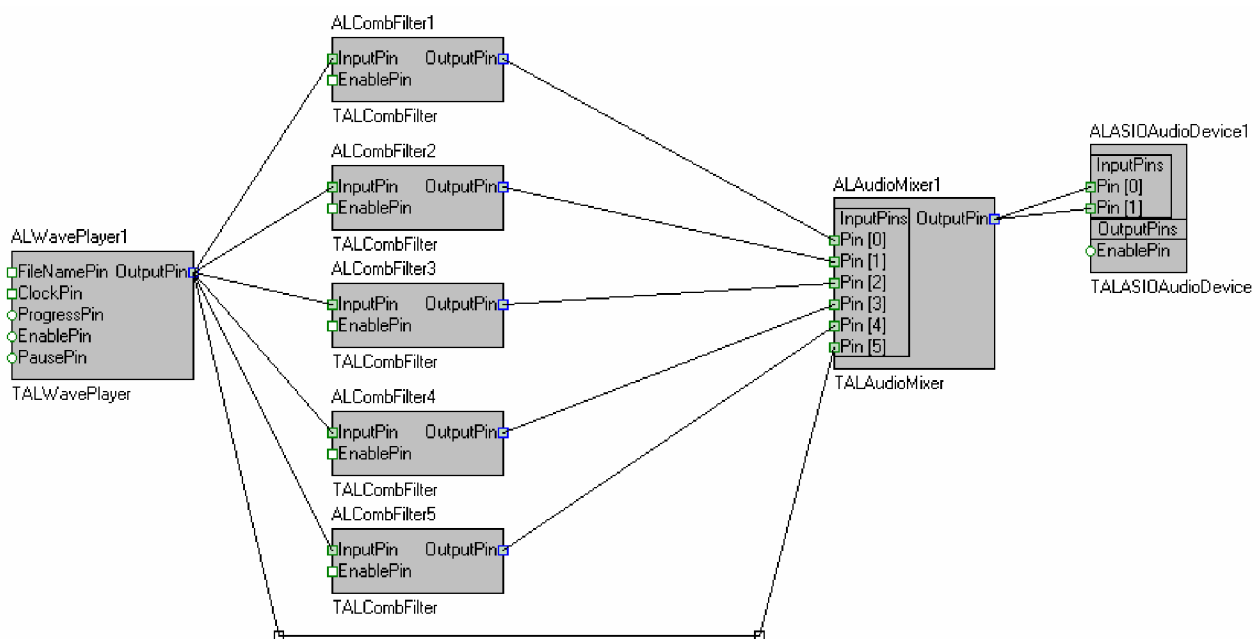 ALWavePlayer1
FileNamePin OutputPin
ClockPin
ProgressPin
EnablePin
PausePin
TALWavePlayer
ALCombFilter1
InputPin OutputPin
EnablePin
TALCombFilter
ALCombFilter2
InputPin OutputPin
EnablePin
TALCombFilter
ALCombFilter3
InputPin OutputPin
EnablePin
TALCombFilter
ALCombFilter4
InputPin OutputPin
EnablePin
TALCombFilter
ALCombFilter5
InputPin OutputPin
EnablePin
TALCombFilter
ALAudioMixer1
InputPins OutputPin
Pin [0]
Pin [1]
Pin [2]
Pin [3]
Pin [4]
Pin [5]
TALAudioMixer
ALASIOAudioDevice1
InputPins
Pin [0]
Pin [1]
OutputPins
EnablePin
TALASIOAudioDevice